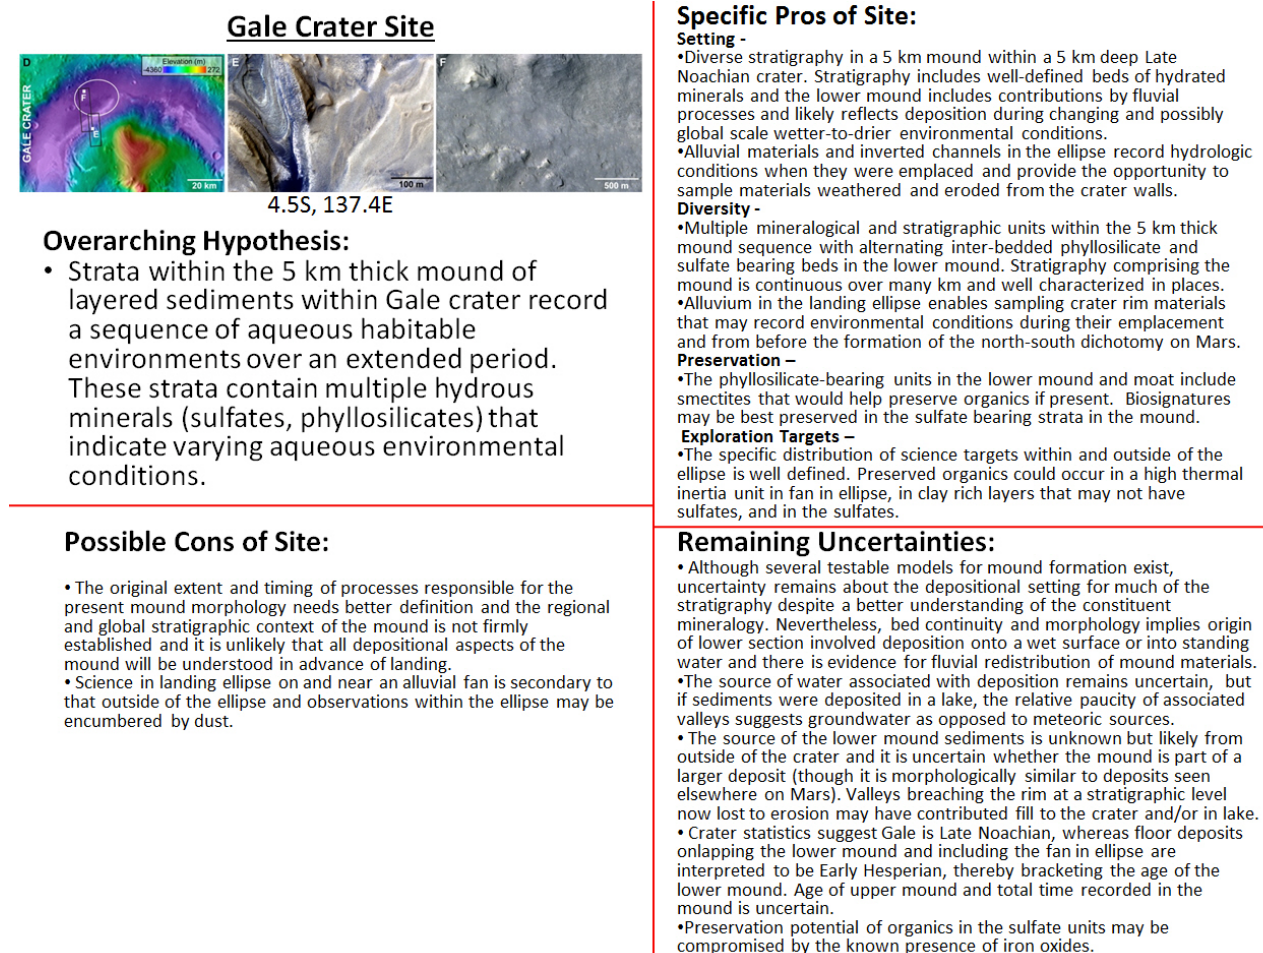 Gale Crater Site
D
Elevation (m)
-4360
272
GALE CRATER
F
E
20 km
E
100 m
F
500 m
4.5S, 137.4E
Overarching Hypothesis:
• Strata within the 5 km thick mound of
layered sediments within Gale crater record
a sequence of aqueous habitable
environments over an extended period.
These strata contain multiple hydrous
minerals (sulfates, phyllosilicates) that
indicate varying aqueous environmental
conditions.
Specific Pros of Site:
Setting -
•Diverse stratigraphy in a 5 km mound within a 5 km deep Late
Noachian crater. Stratigraphy includes well-defined beds of hydrated
minerals and the lower mound includes contributions by fluvial
processes and likely reflects deposition during changing and possibly
global scale wetter-to-drier environmental conditions.
•Alluvial materials and inverted channels in the ellipse record hydrologic
conditions when they were emplaced and provide the opportunity to
sample materials weathered and eroded from the crater walls.
Diversity -
•Multiple mineralogical and stratigraphic units within the 5 km thick
mound sequence with alternating inter-bedded phyllosilicate and
sulfate bearing beds in the lower mound. Stratigraphy comprising the
mound is continuous over many km and well characterized in places.
•Alluvium in the landing ellipse enables sampling crater rim materials
that may record environmental conditions during their emplacement
and from before the formation of the north-south dichotomy on Mars.
Preservation –
•The phyllosilicate-bearing units in the lower mound and moat include
smectites that would help preserve organics if present. Biosignatures
may be best preserved in the sulfate bearing strata in the mound.
Exploration Targets –
•The specific distribution of science targets within and outside of the
ellipse is well defined. Preserved organics could occur in a high thermal
inertia unit in fan in ellipse, in clay rich layers that may not have
sulfates, and in the sulfates.
Possible Cons of Site:
• The original extent and timing of processes responsible for the
present mound morphology needs better definition and the regional
and global stratigraphic context of the mound is not firmly
established and it is unlikely that all depositional aspects of the
mound will be understood in advance of landing.
• Science in landing ellipse on and near an alluvial fan is secondary to
that outside of the ellipse and observations within the ellipse may be
encumbered by dust.
Remaining Uncertainties:
• Although several testable models for mound formation exist,
uncertainty remains about the depositional setting for much of the
stratigraphy despite a better understanding of the constituent
mineralogy. Nevertheless, bed continuity and morphology implies origin
of lower section involved deposition onto a wet surface or into standing
water and there is evidence for fluvial redistribution of mound materials.
•The source of water associated with deposition remains uncertain, but
if sediments were deposited in a lake, the relative paucity of associated
valleys suggests groundwater as opposed to meteoric sources.
• The source of the lower mound sediments is unknown but likely from
outside of the crater and it is uncertain whether the mound is part of a
larger deposit (though it is morphologically similar to deposits seen
elsewhere on Mars). Valleys breaching the rim at a stratigraphic level
now lost to erosion may have contributed fill to the crater and/or in lake.
• Crater statistics suggest Gale is Late Noachian, whereas floor deposits
onlapping the lower mound and including the fan in ellipse are
interpreted to be Early Hesperian, thereby bracketing the age of the
lower mound. Age of upper mound and total time recorded in the
mound is uncertain.
•Preservation potential of organics in the sulfate units may be
compromised by the known presence of iron oxides.